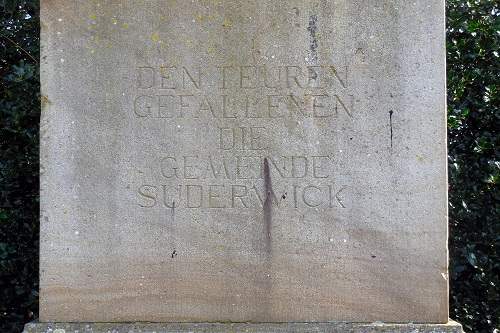 DEN TEUREN
GEFALLENEN
DIE
GEMEINDE
SUDERWICK